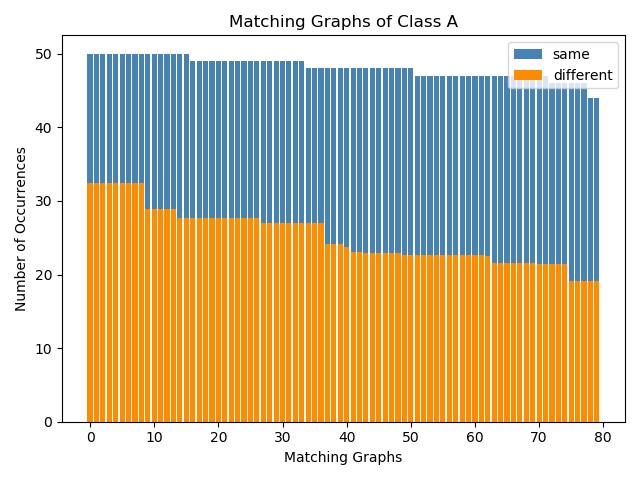 Matching Graphs of Class A
same
different
Number of Occurrences
50
40
30
20
10
0
0 10 20 30 40 50 60 70 80
Matching Graphs